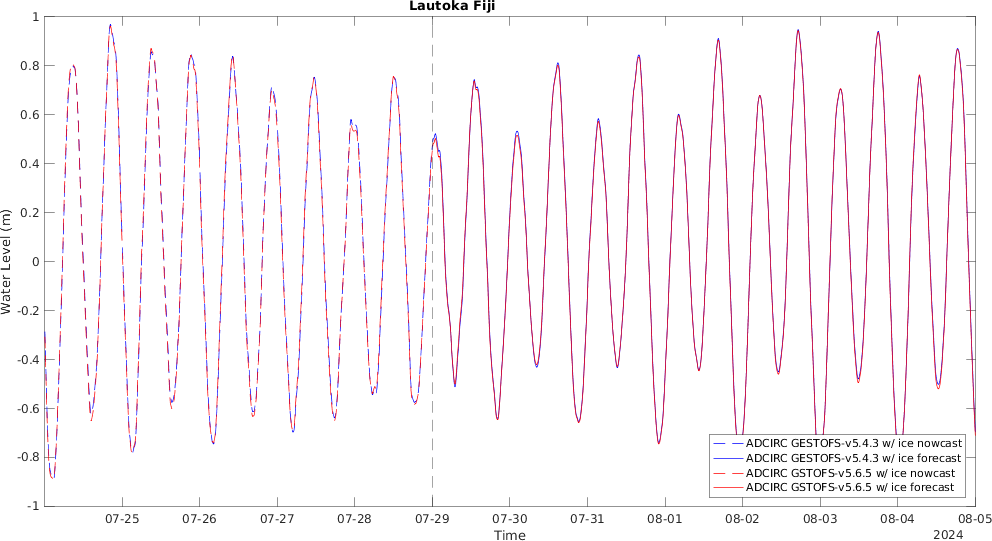 Lautoka Fiji
1
0.8
0.6
0.4
0.2
0
-0.2
-0.4
-0.6
-0.8
-1
Water Level (m)
07-25 07-26 07-27 07-28 07-29 07-30 07-31 08-01 08-02 08-03 08-04 08-05
Time
2024
ADCIRC GESTOFS-v5.4.3 w/ ice nowcast
ADCIRC GESTOFS-v5.4.3 w/ ice forecast
ADCIRC GSTOFS-v5.6.5 w/ ice nowcast
ADCIRC GSTOFS-v5.6.5 w/ ice forecast